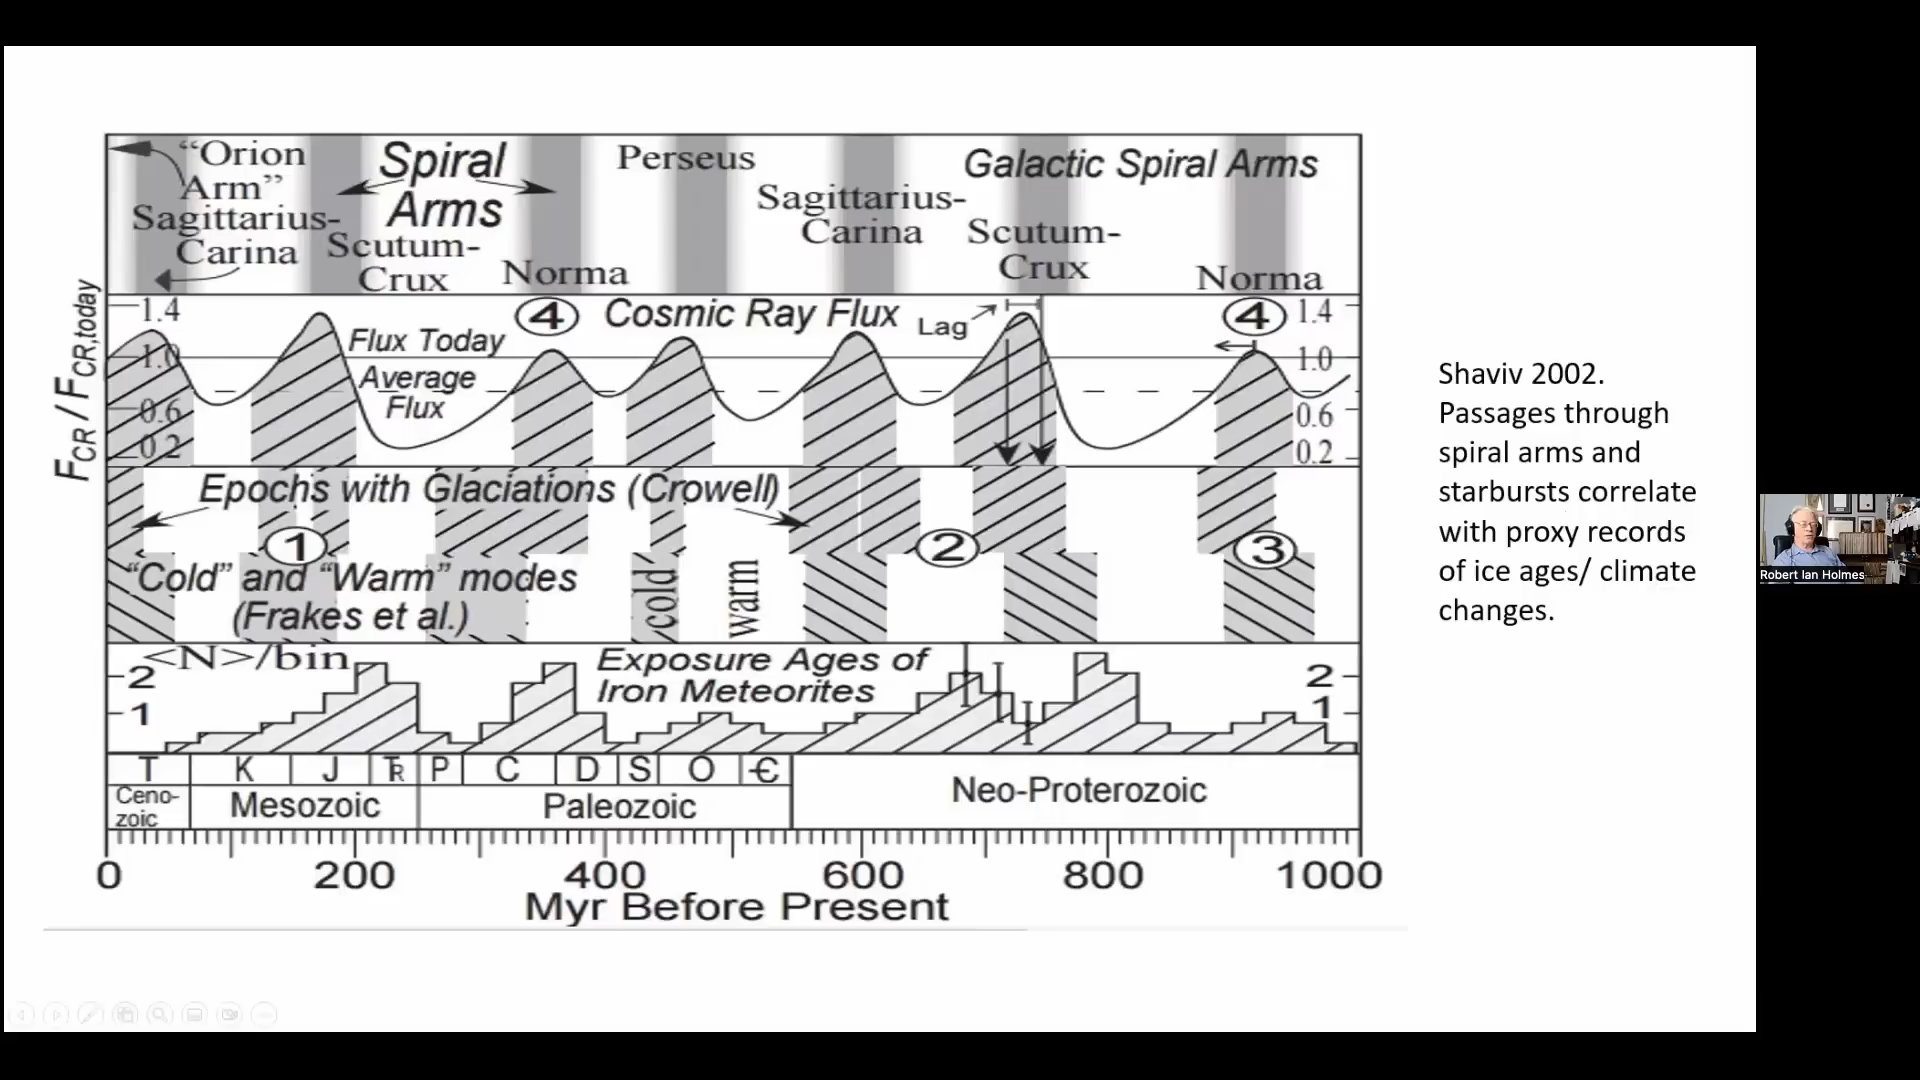 “Orion
Arm”
Sagittarius-
Carina
Spiral
Arms
Scutum-
Crux
Norma
Perseus
Sagittarius-
Carina
Galactic Spiral Arms
Scutum-
Crux
Norma
F_CR / F_CR,today
1.4
1.0
0.6
0.2
Flux Today
Average
Flux
4
Cosmic Ray Flux
Lag
4
1.4
1.0
0.6
0.2
Epochs with Glaciations (Crowell)
1
2
3
“Cold” and “Warm” modes
(Frakes et al.)
cold
warm
<N>/bin
2
1
Exposure Ages of
Iron Meteorites
2
1
T K J TR P C D S O Є
Ceno-
zoic
Mesozoic
Paleozoic
Neo-Proterozoic
0 200 400 600 800 1000
Myr Before Present
Shaviv 2002.
Passages through
spiral arms and
starbursts correlate
with proxy records
of ice ages/ climate
changes.
Robert Ian Holmes